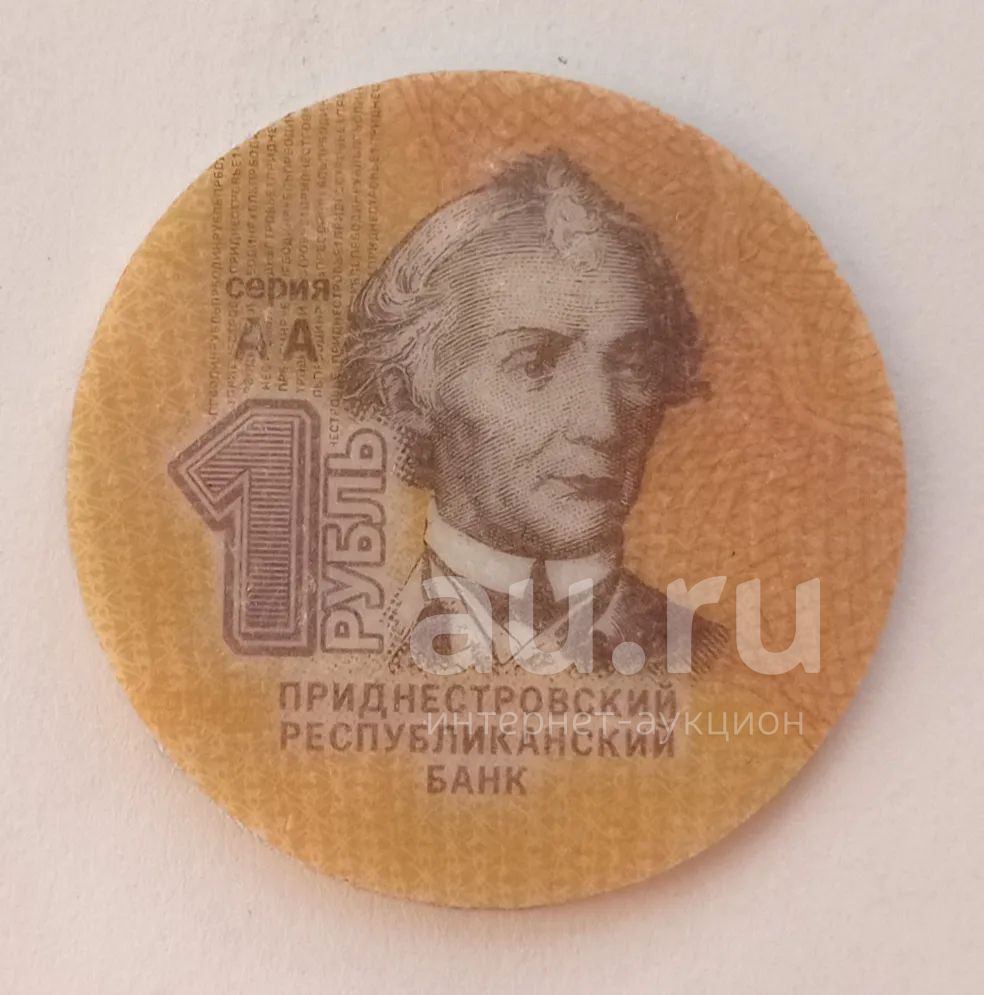 серия
АА
1
РУБЛЬ
ПРИДНЕСТРОВСКИЙ
РЕСПУБЛИКАНСКИЙ
БАНК
au.ru
интернет-аукцион